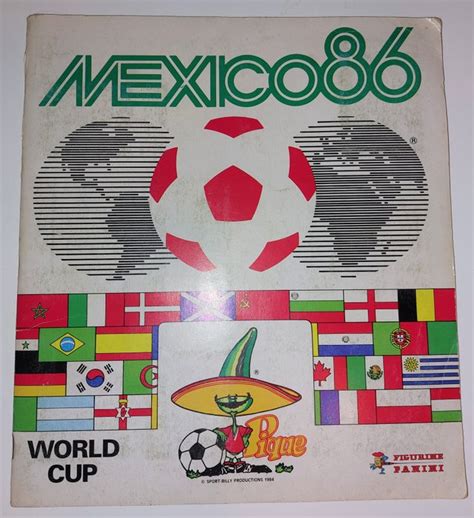 MEXICO86
®
®
Pique
© SPORT-BILLY PRODUCTIONS 1984
WORLD
CUP
FIGURINE
PANINI